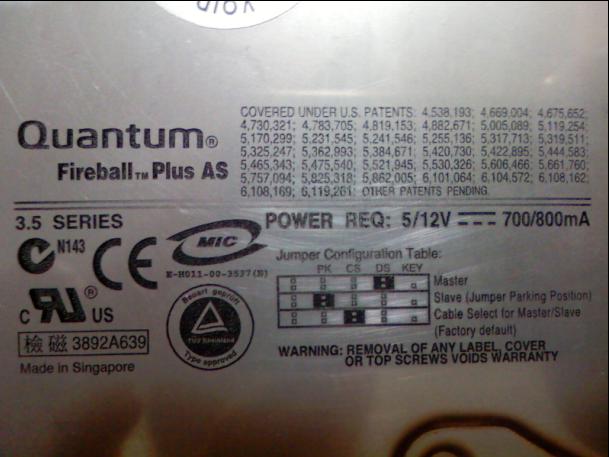 VOID
COVERED UNDER U.S. PATENTS: 4,538,193; 4,669,004; 4,675,652;
4,730,321; 4,783,705; 4,819,153; 4,882,671; 5,005,089; 5,119,254;
5,170,299; 5,231,545; 5,241,546; 5,255,136; 5,317,713; 5,319,511;
5,325,247; 5,362,993; 5,384,671; 5,420,730; 5,422,895; 5,444,583;
5,465,343; 5,475,540; 5,521,945; 5,530,326; 5,606,466; 5,661,760;
5,757,094; 5,825,318; 5,862,005; 6,101,064; 6,104,572; 6,108,162;
6,108,169; 6,119,261; OTHER PATENTS PENDING.
Quantum®
Fireball™ Plus AS
3.5 SERIES
POWER REQ: 5/12V 700/800mA
N143
CE
MIC
E-H011-00-3537(B)
Jumper Configuration Table:
PK CS DS KEY
Master
Slave (Jumper Parking Position)
Cable Select for Master/Slave
(Factory default)
C UR ® US
Bauart geprüft
TÜV Rheinland
Type approved
檢磁 3892A639
Made in Singapore
WARNING: REMOVAL OF ANY LABEL, COVER
OR TOP SCREWS VOIDS WARRANTY